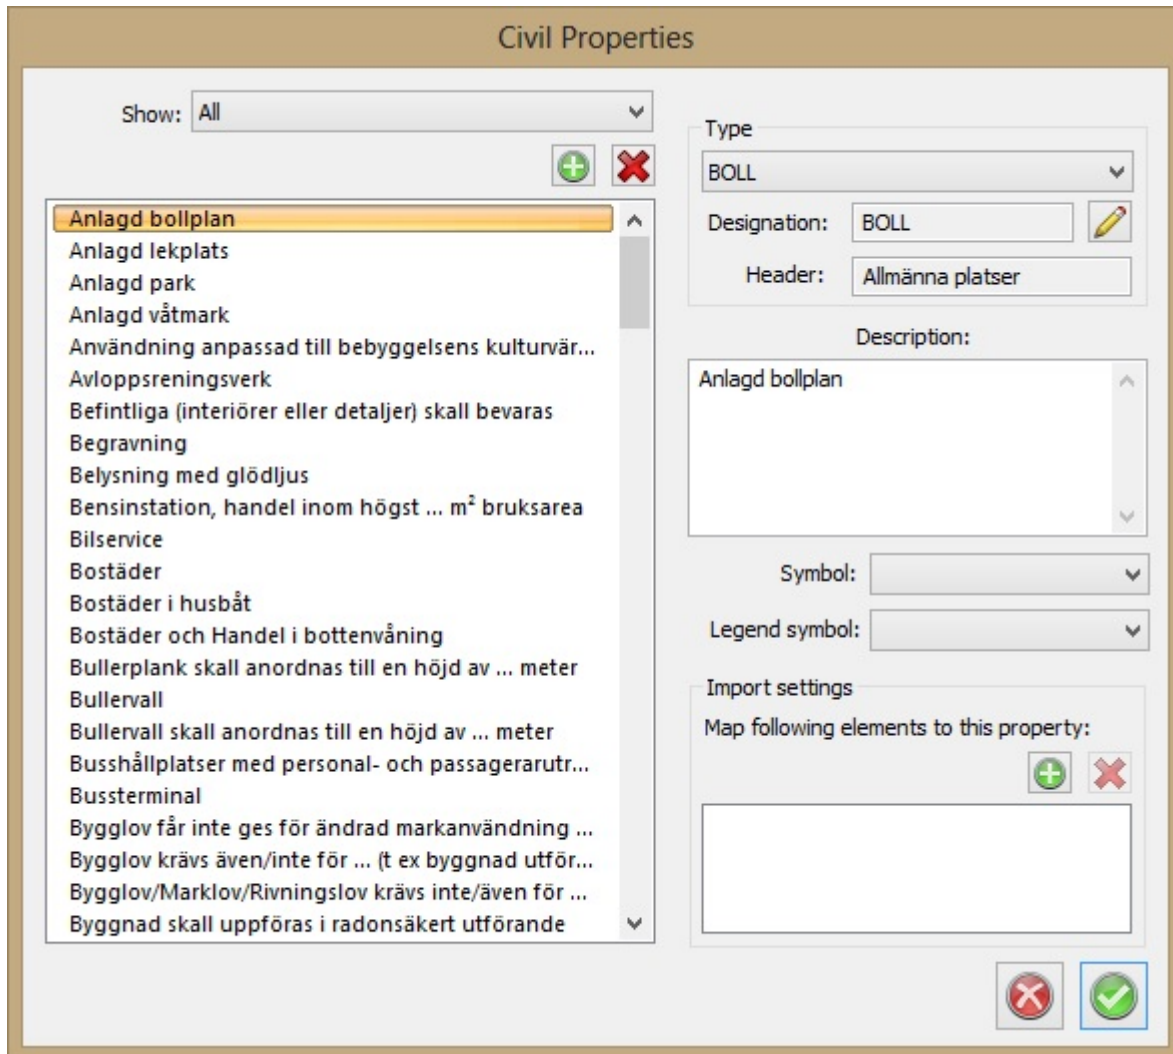 Civil Properties
Show: All
Anlagd bollplan
Anlagd lekplats
Anlagd park
Anlagd våtmark
Användning anpassad till bebyggelsens kulturvär...
Avloppsreningsverk
Befintliga (interiörer eller detaljer) skall bevaras
Begravning
Belysning med glödljus
Bensinstation, handel inom högst ... m² bruksarea
Bilservice
Bostäder
Bostäder i husbåt
Bostäder och Handel i bottenvåning
Bullerplank skall anordnas till en höjd av ... meter
Bullervall
Bullervall skall anordnas till en höjd av ... meter
Busshållplatser med personal- och passagerarutr...
Bussterminal
Bygglov får inte ges för ändrad markanvändning ...
Bygglov krävs även/inte för ... (t ex byggnad utför...
Bygglov/Marklov/Rivningslov krävs inte/även för ...
Byggnad skall uppföras i radonsäkert utförande
Type
BOLL
Designation: BOLL
Header: Allmänna platser
Description:
Anlagd bollplan
Symbol:
Legend symbol:
Import settings
Map following elements to this property: